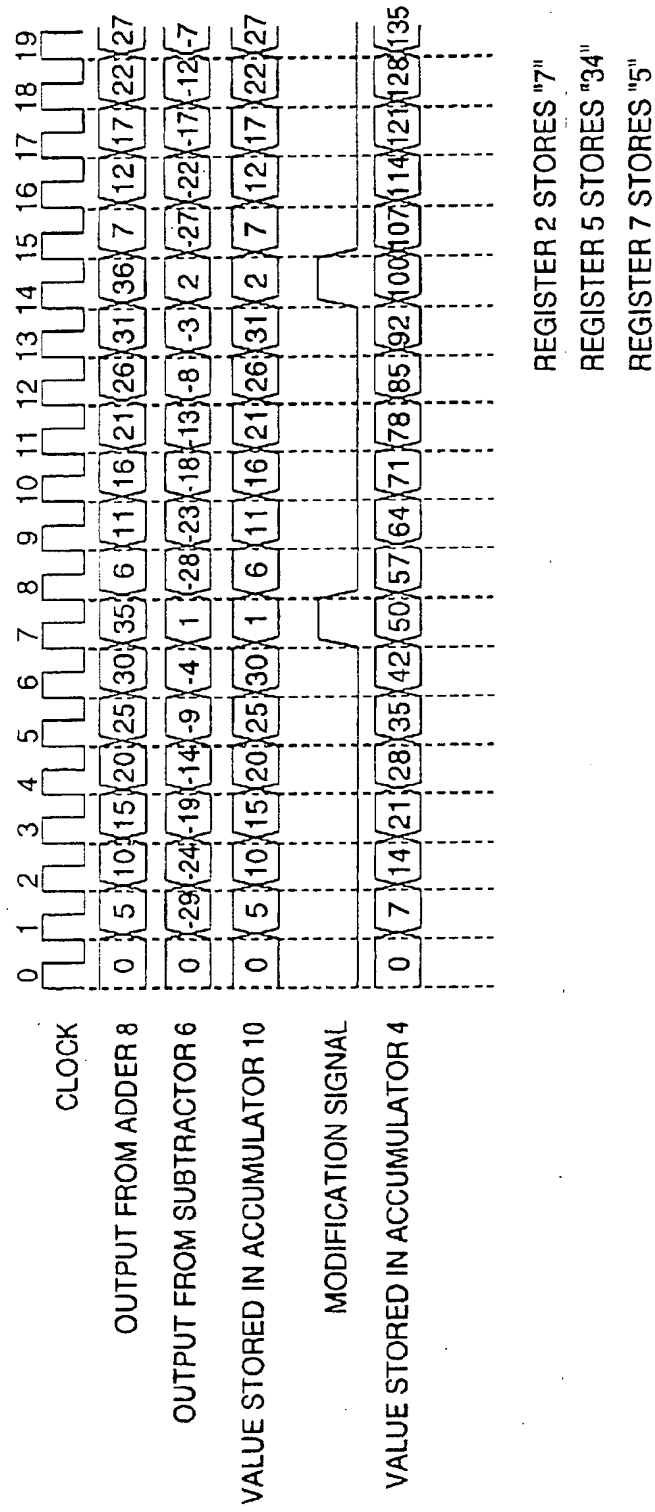 0 1 2 3 4 5 6 7 8 9 10 11 12 13 14 15 16 17 18 19
CLOCK
OUTPUT FROM ADDER 8 0 5 10 15 20 25 30 35 6 11 16 21 26 31 36 7 12 17 22 27
OUTPUT FROM SUBTRACTOR 6 0 -29 -24 -19 -14 -9 -4 1 -28 -23 -18 -13 -8 -3 2 -27 -22 -17 -12 -7
VALUE STORED IN ACCUMULATOR 10 0 5 10 15 20 25 30 1 6 11 16 21 26 31 2 7 12 17 22 27
MODIFICATION SIGNAL
VALUE STORED IN ACCUMULATOR 4 0 7 14 21 28 35 42 50 57 64 71 78 85 92 100 107 114 121 128 135
REGISTER 2 STORES "7"
REGISTER 5 STORES "34"
REGISTER 7 STORES "5"